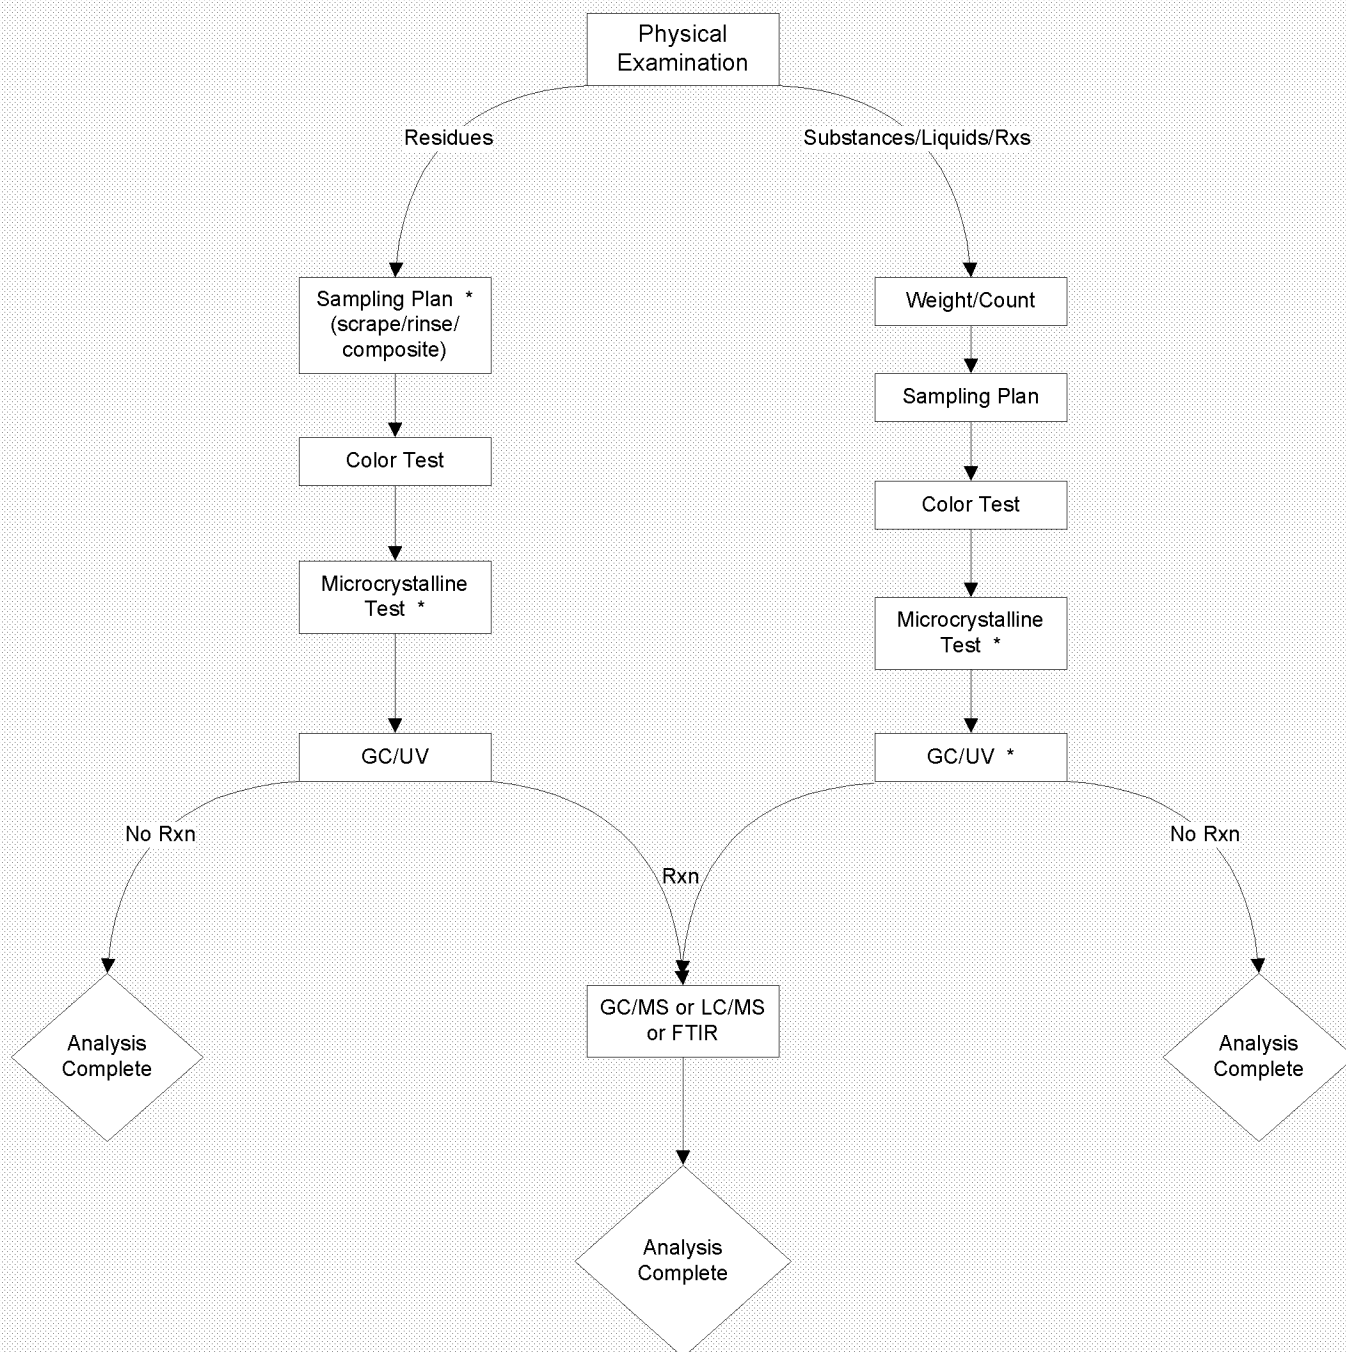 Physical
Examination
Residues
Substances/Liquids/Rxs
Sampling Plan *
(scrape/rinse/
composite)
Weight/Count
Sampling Plan
Color Test
Color Test
Microcrystalline
Test *
Microcrystalline
Test *
GC/UV
GC/UV *
No Rxn
Rxn
No Rxn
Analysis
Complete
GC/MS or LC/MS
or FTIR
Analysis
Complete
Analysis
Complete